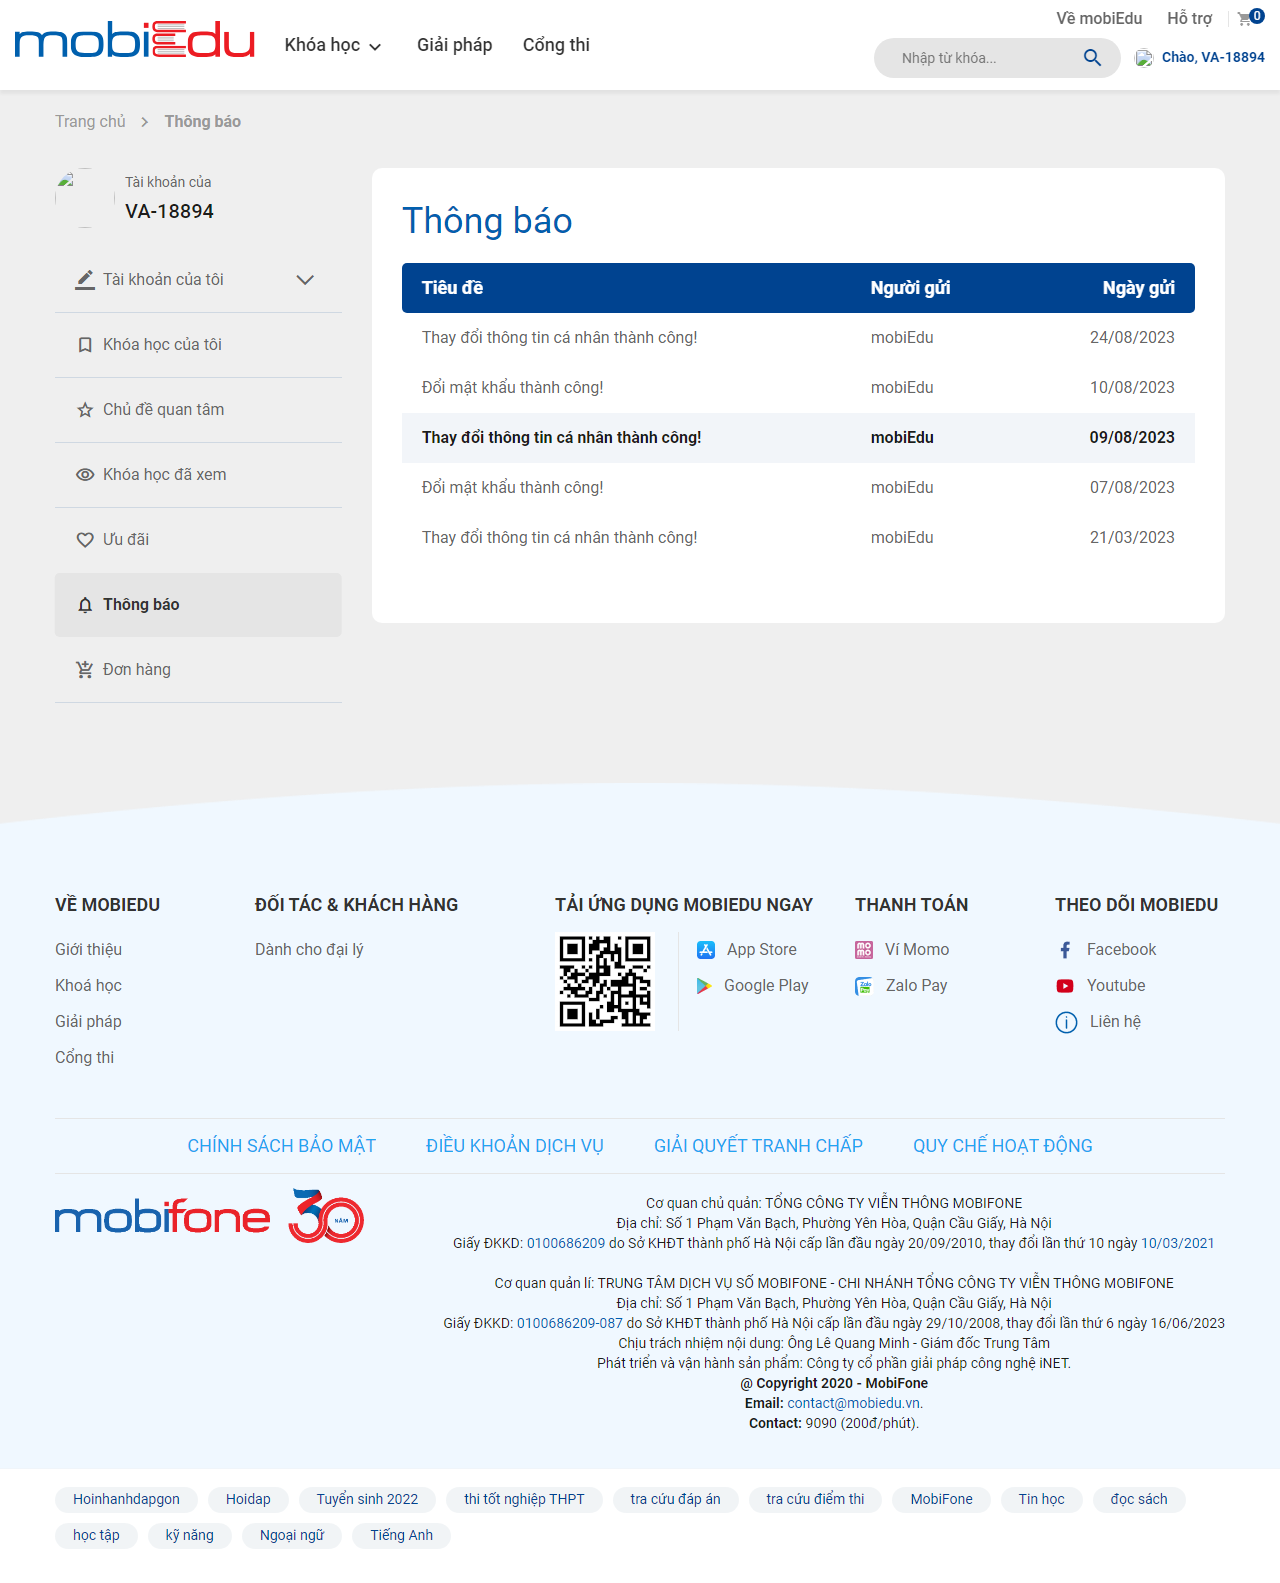 Về mobiEdu Hỗ trợ 0
mobiEdu Khóa học Giải pháp Cổng thi
Nhập từ khóa... Chào, VA-18894
Trang chủ Thông báo
Tài khoản của
VA-18894
Tài khoản của tôi
Khóa học của tôi
Chủ đề quan tâm
Khóa học đã xem
Ưu đãi
Thông báo
Đơn hàng
Thông báo
Tiêu đề Người gửi Ngày gửi
Thay đổi thông tin cá nhân thành công! mobiEdu 24/08/2023
Đổi mật khẩu thành công! mobiEdu 10/08/2023
Thay đổi thông tin cá nhân thành công! mobiEdu 09/08/2023
Đổi mật khẩu thành công! mobiEdu 07/08/2023
Thay đổi thông tin cá nhân thành công! mobiEdu 21/03/2023
VỀ MOBIEDU
Giới thiệu
Khoá học
Giải pháp
Cổng thi
ĐỐI TÁC & KHÁCH HÀNG
Dành cho đại lý
TẢI ỨNG DỤNG MOBIEDU NGAY
App Store
Google Play
THANH TOÁN
mo mo Ví Momo
Zalo Pay Zalo Pay
THEO DÕI MOBIEDU
Facebook
Youtube
Liên hệ
CHÍNH SÁCH BẢO MẬT ĐIỀU KHOẢN DỊCH VỤ GIẢI QUYẾT TRANH CHẤP QUY CHẾ HOẠT ĐỘNG
mobifone 30 NĂM
Cơ quan chủ quản: TỔNG CÔNG TY VIỄN THÔNG MOBIFONE
Địa chỉ: Số 1 Phạm Văn Bạch, Phường Yên Hòa, Quận Cầu Giấy, Hà Nội
Giấy ĐKKD: 0100686209 do Sở KHĐT thành phố Hà Nội cấp lần đầu ngày 20/09/2010, thay đổi lần thứ 10 ngày 10/03/2021
Cơ quan quản lí: TRUNG TÂM DỊCH VỤ SỐ MOBIFONE - CHI NHÁNH TỔNG CÔNG TY VIỄN THÔNG MOBIFONE
Địa chỉ: Số 1 Phạm Văn Bạch, Phường Yên Hòa, Quận Cầu Giấy, Hà Nội
Giấy ĐKKD: 0100686209-087 do Sở KHĐT thành phố Hà Nội cấp lần đầu ngày 29/10/2008, thay đổi lần thứ 6 ngày 16/06/2023
Chịu trách nhiệm nội dung: Ông Lê Quang Minh - Giám đốc Trung Tâm
Phát triển và vận hành sản phẩm: Công ty cổ phần giải pháp công nghệ iNET.
@ Copyright 2020 - MobiFone
Email: contact@mobiedu.vn.
Contact: 9090 (200đ/phút).
Hoinhanhdapgon Hoidap Tuyển sinh 2022 thi tốt nghiệp THPT tra cứu đáp án tra cứu điểm thi MobiFone Tin học đọc sách
học tập kỹ năng Ngoại ngữ Tiếng Anh